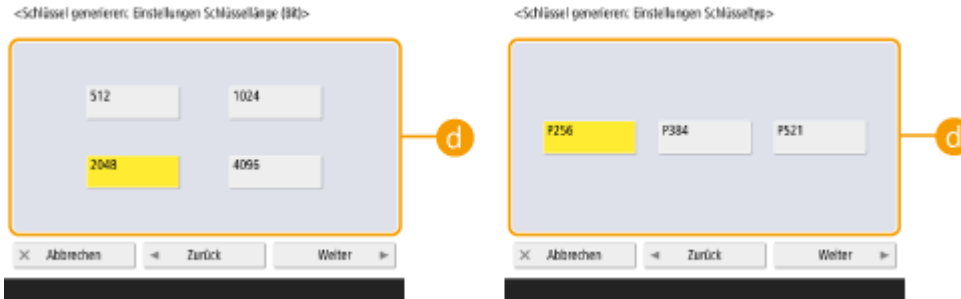 <Schlüssel generieren: Einstellungen Schlüssellänge (Bit)>
512 1024
2048 4096
d
× Abbrechen ◄ Zurück Weiter ►
<Schlüssel generieren: Einstellungen Schlüsseltyp>
P256 P384 P521
d
× Abbrechen ◄ Zurück Weiter ►